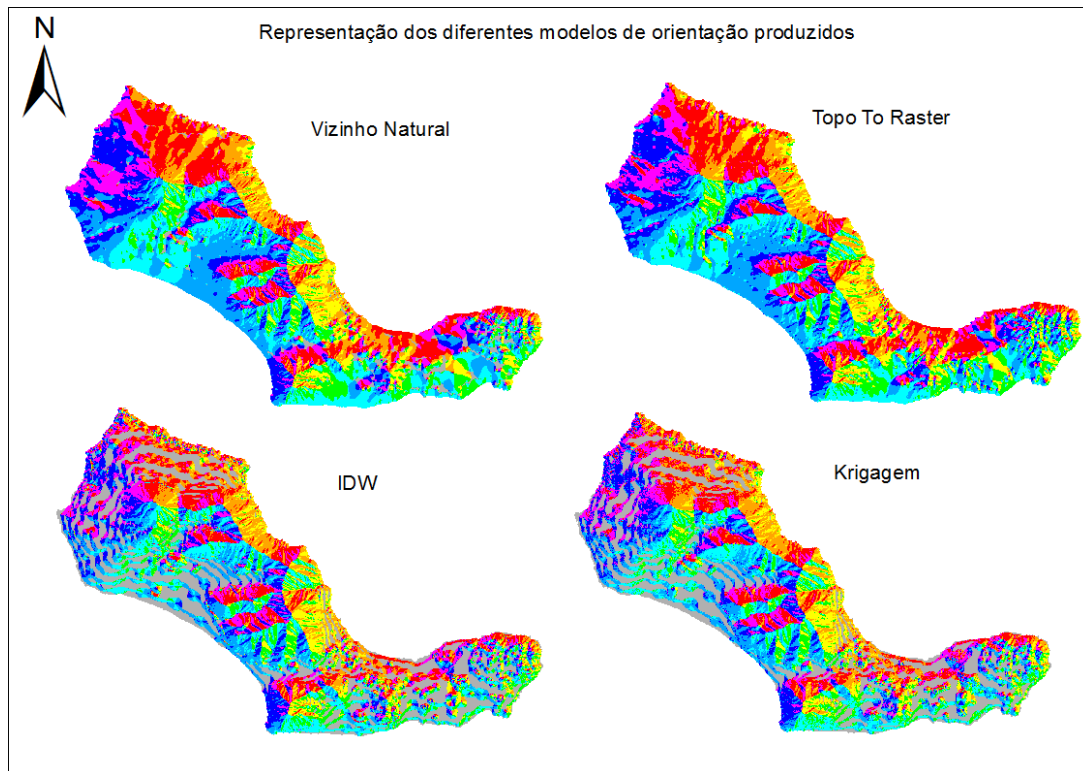 N
Representação dos diferentes modelos de orientação produzidos
Vizinho Natural
Topo To Raster
IDW
Krigagem